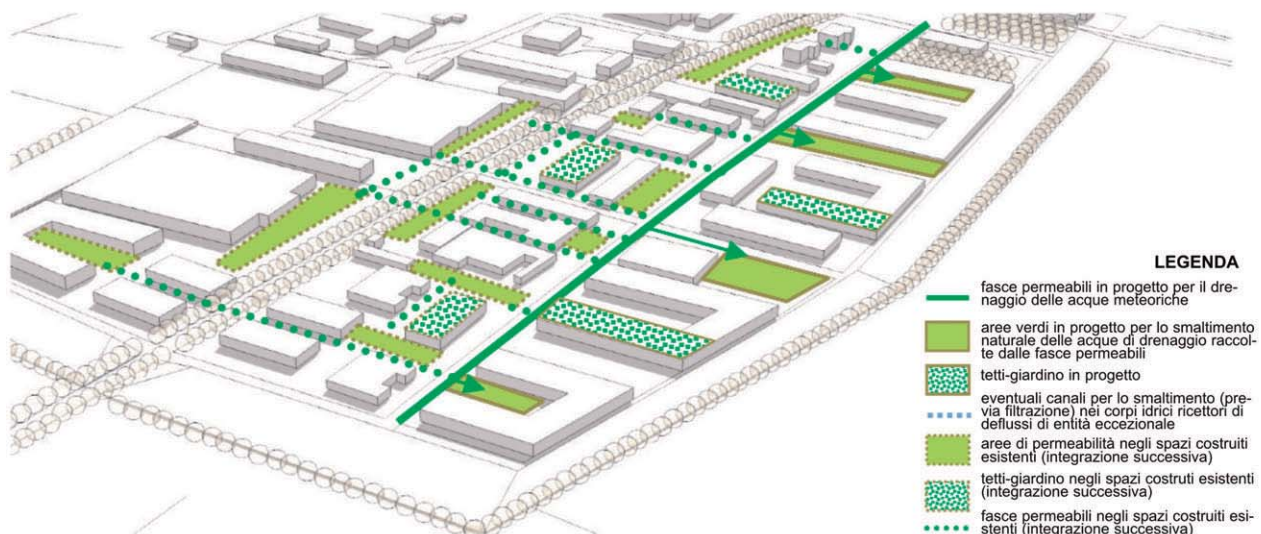 LEGENDA
fasce permeabili in progetto per il dre-
naggio delle acque meteoriche
aree verdi in progetto per lo smaltimento
naturale delle acque di drenaggio raccol-
te dalle fasce permeabili
tetti-giardino in progetto
eventuali canali per lo smaltimento (pre-
via filtrazione) nei corpi idrici ricettori di
deflussi di entità eccezionale
aree di permeabilità negli spazi costruiti
esistenti (integrazione successiva)
tetti-giardino negli spazi costruti esistenti
(integrazione successiva)
fasce permeabili negli spazi costruiti esi-
stenti (integrazione successiva)